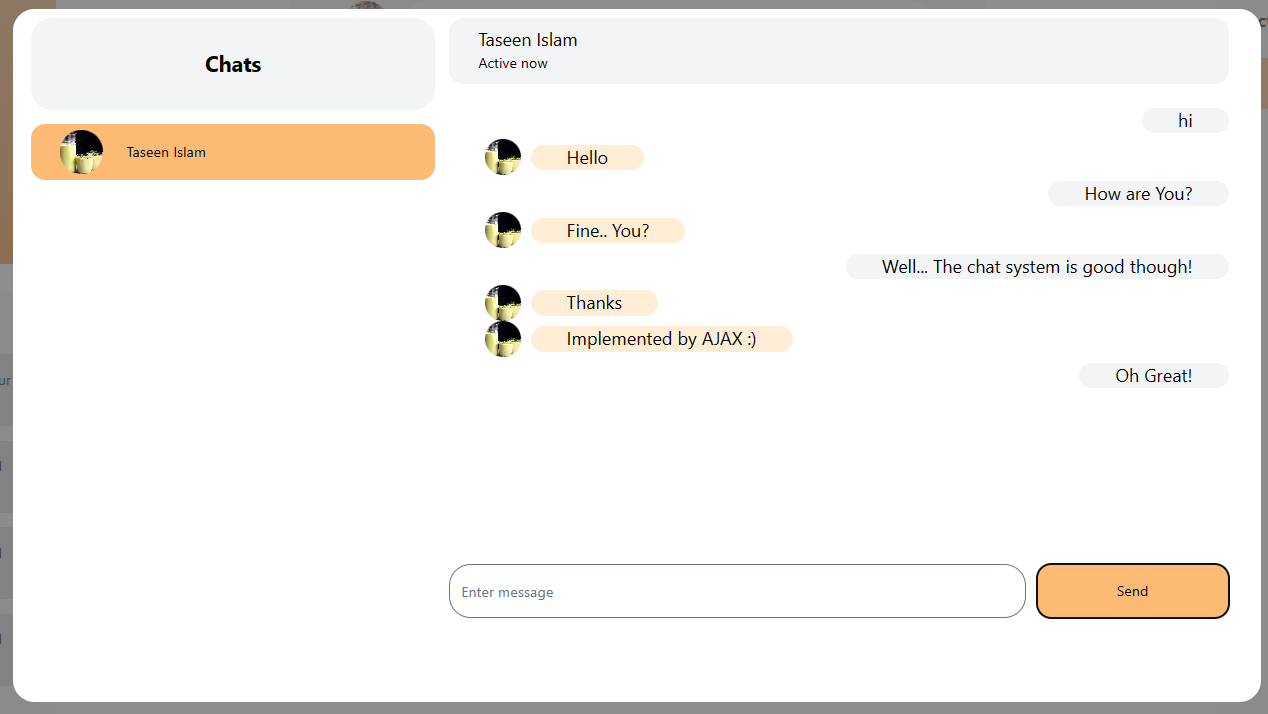 Chats
Taseen Islam
Taseen Islam
Active now
hi
Hello
How are You?
Fine.. You?
Well... The chat system is good though!
Thanks
Implemented by AJAX :)
Oh Great!
Enter message
Send